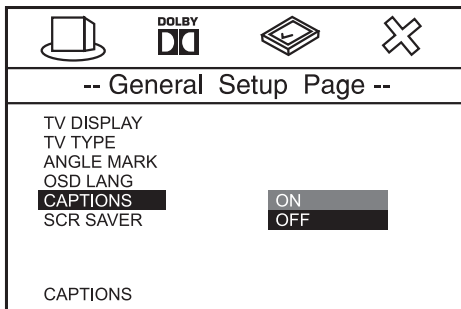 DOLBY
-- General Setup Page --
TV DISPLAY
TV TYPE
ANGLE MARK
OSD LANG
CAPTIONS ON
SCR SAVER OFF
CAPTIONS